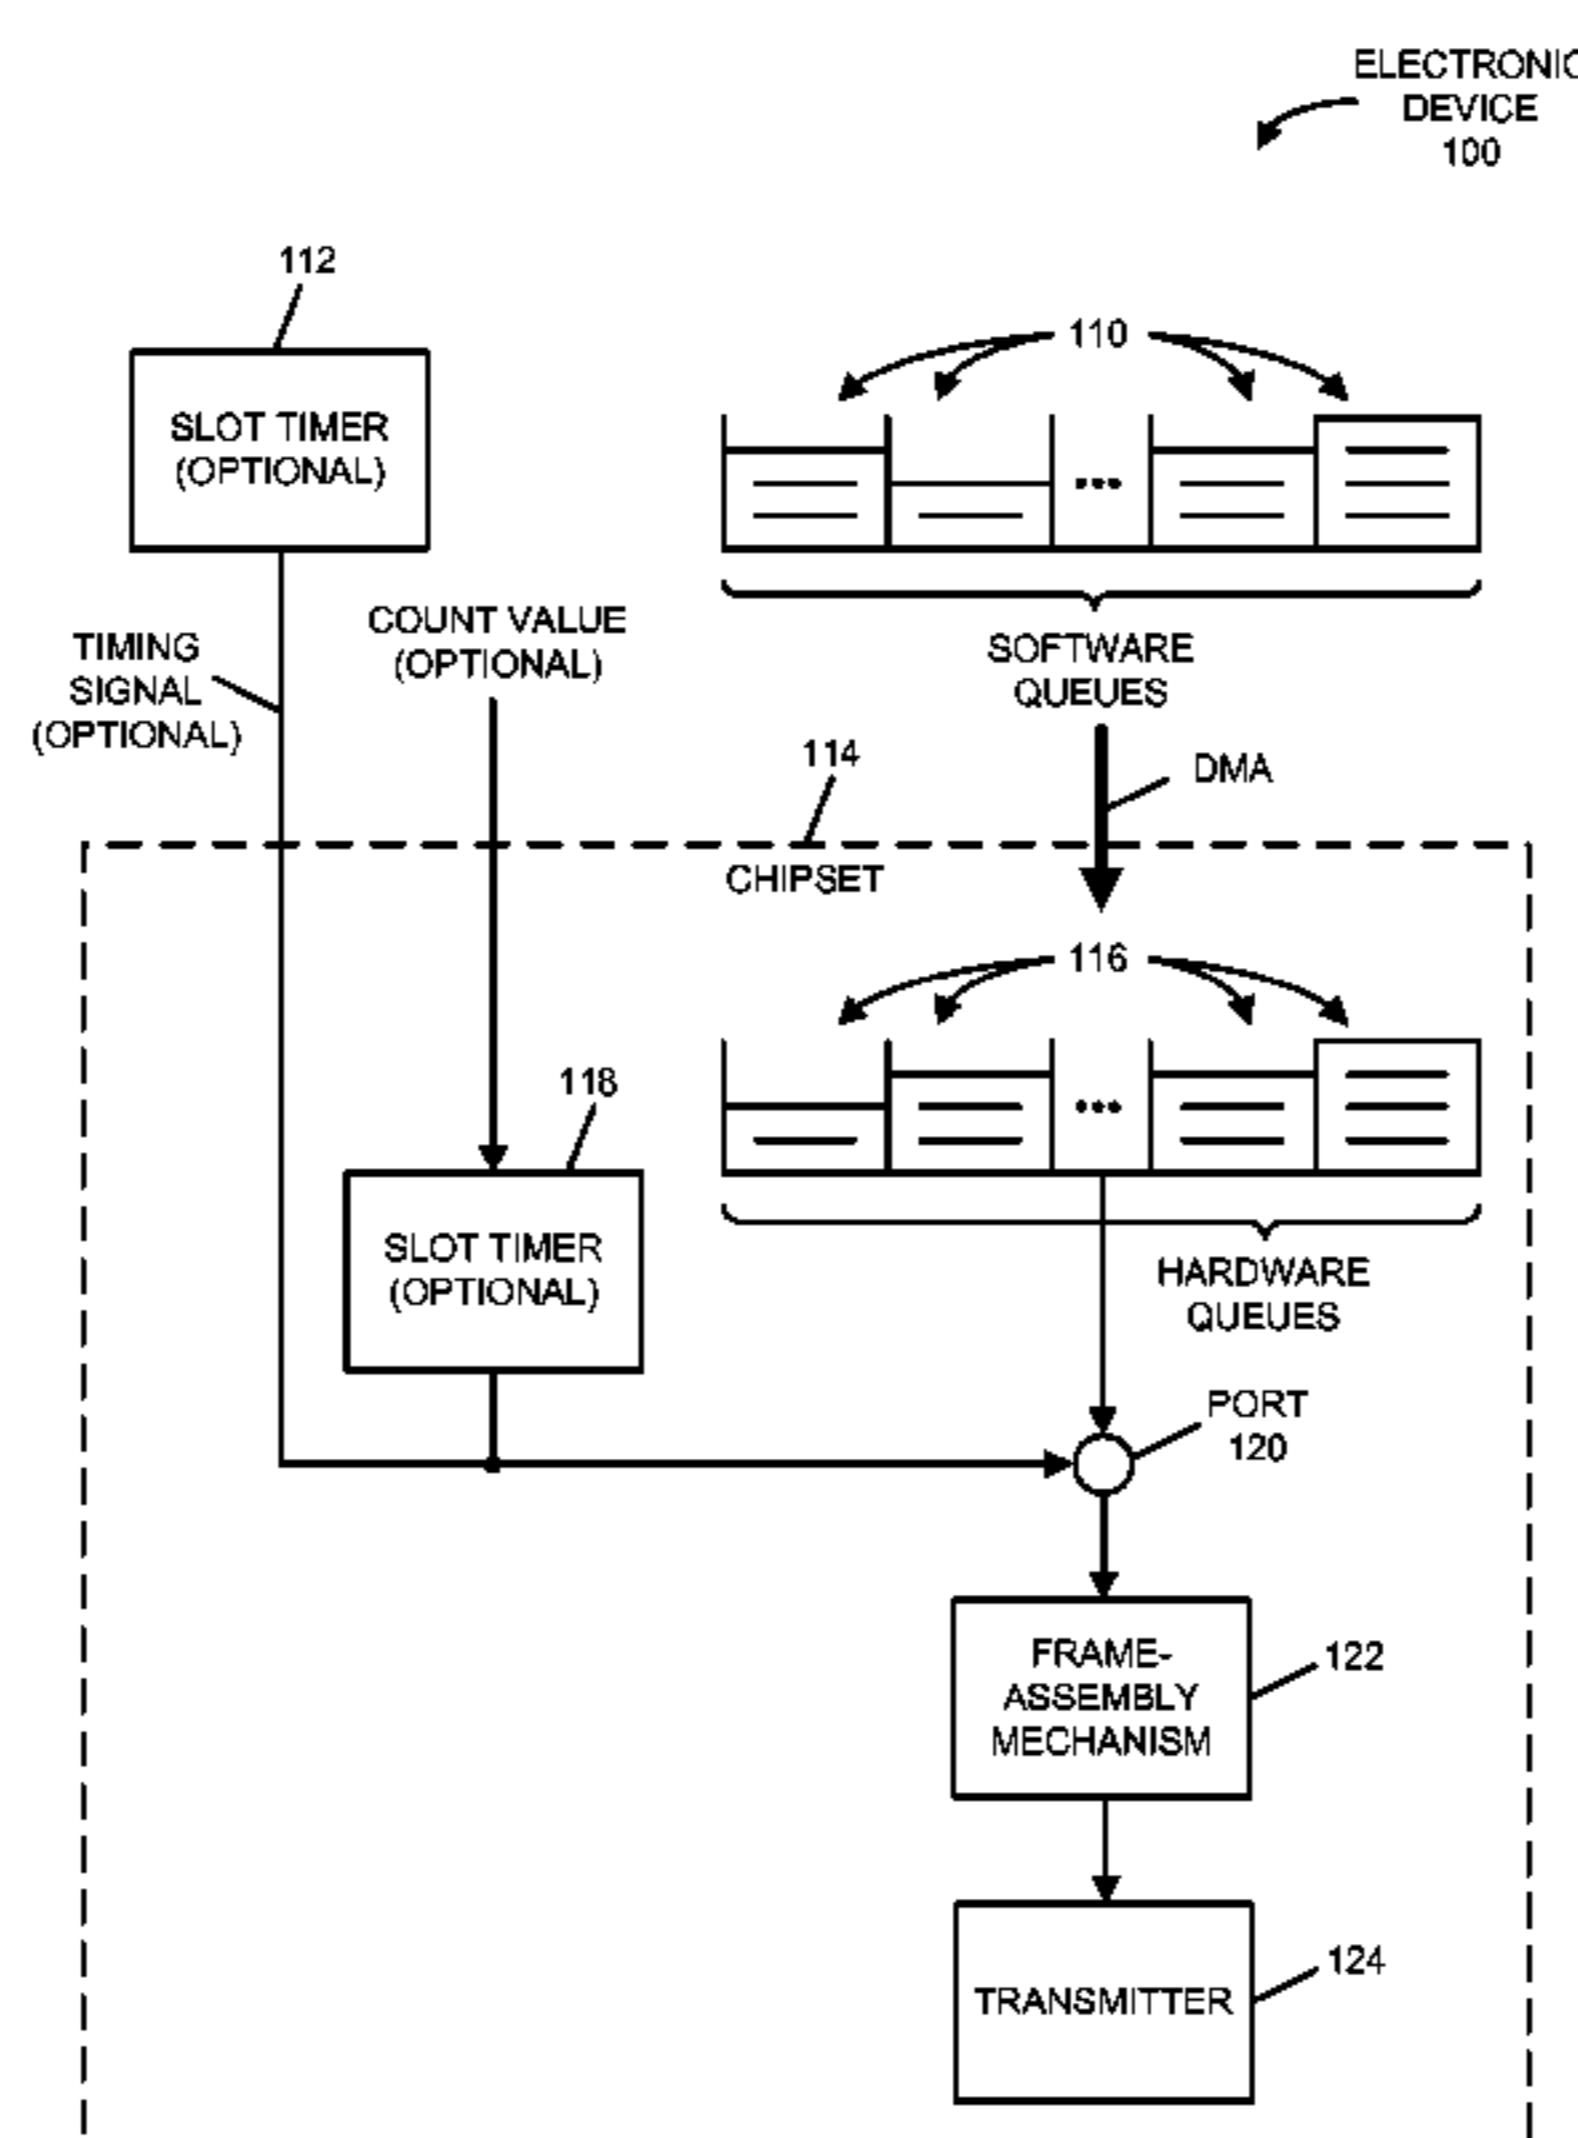 ELECTRONIC
DEVICE
100
112
SLOT TIMER
(OPTIONAL)
110
TIMING
SIGNAL
(OPTIONAL)
COUNT VALUE
(OPTIONAL)
SOFTWARE
QUEUES
114
DMA
CHIPSET
116
118
SLOT TIMER
(OPTIONAL)
HARDWARE
QUEUES
PORT
120
FRAME-
ASSEMBLY
MECHANISM
122
TRANSMITTER
124